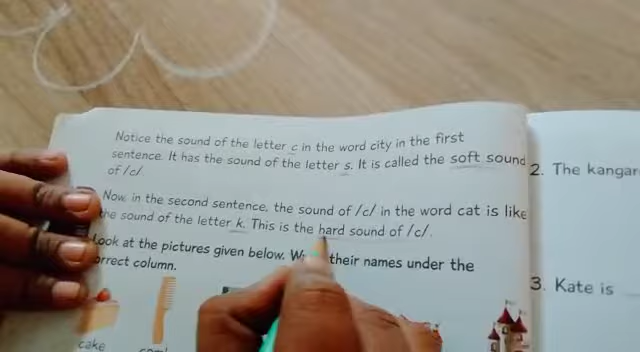 Notice the sound of the letter c in the word city in the first
sentence. It has the sound of the letter s. It is called the soft sound
of /c/
Now, in the second sentence, the sound of /c/ in the word cat is like
the sound of the letter k. This is the hard sound of /c/.
Look at the pictures given below. their names under the
correct column.
cake
2. The
3. Kate is